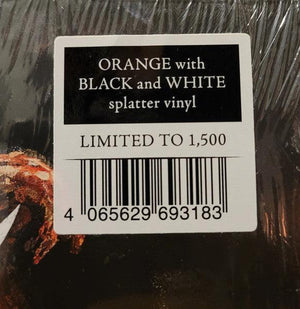 ORANGE with
BLACK and WHITE
splatter vinyl
LIMITED TO 1,500
4 065629 693183